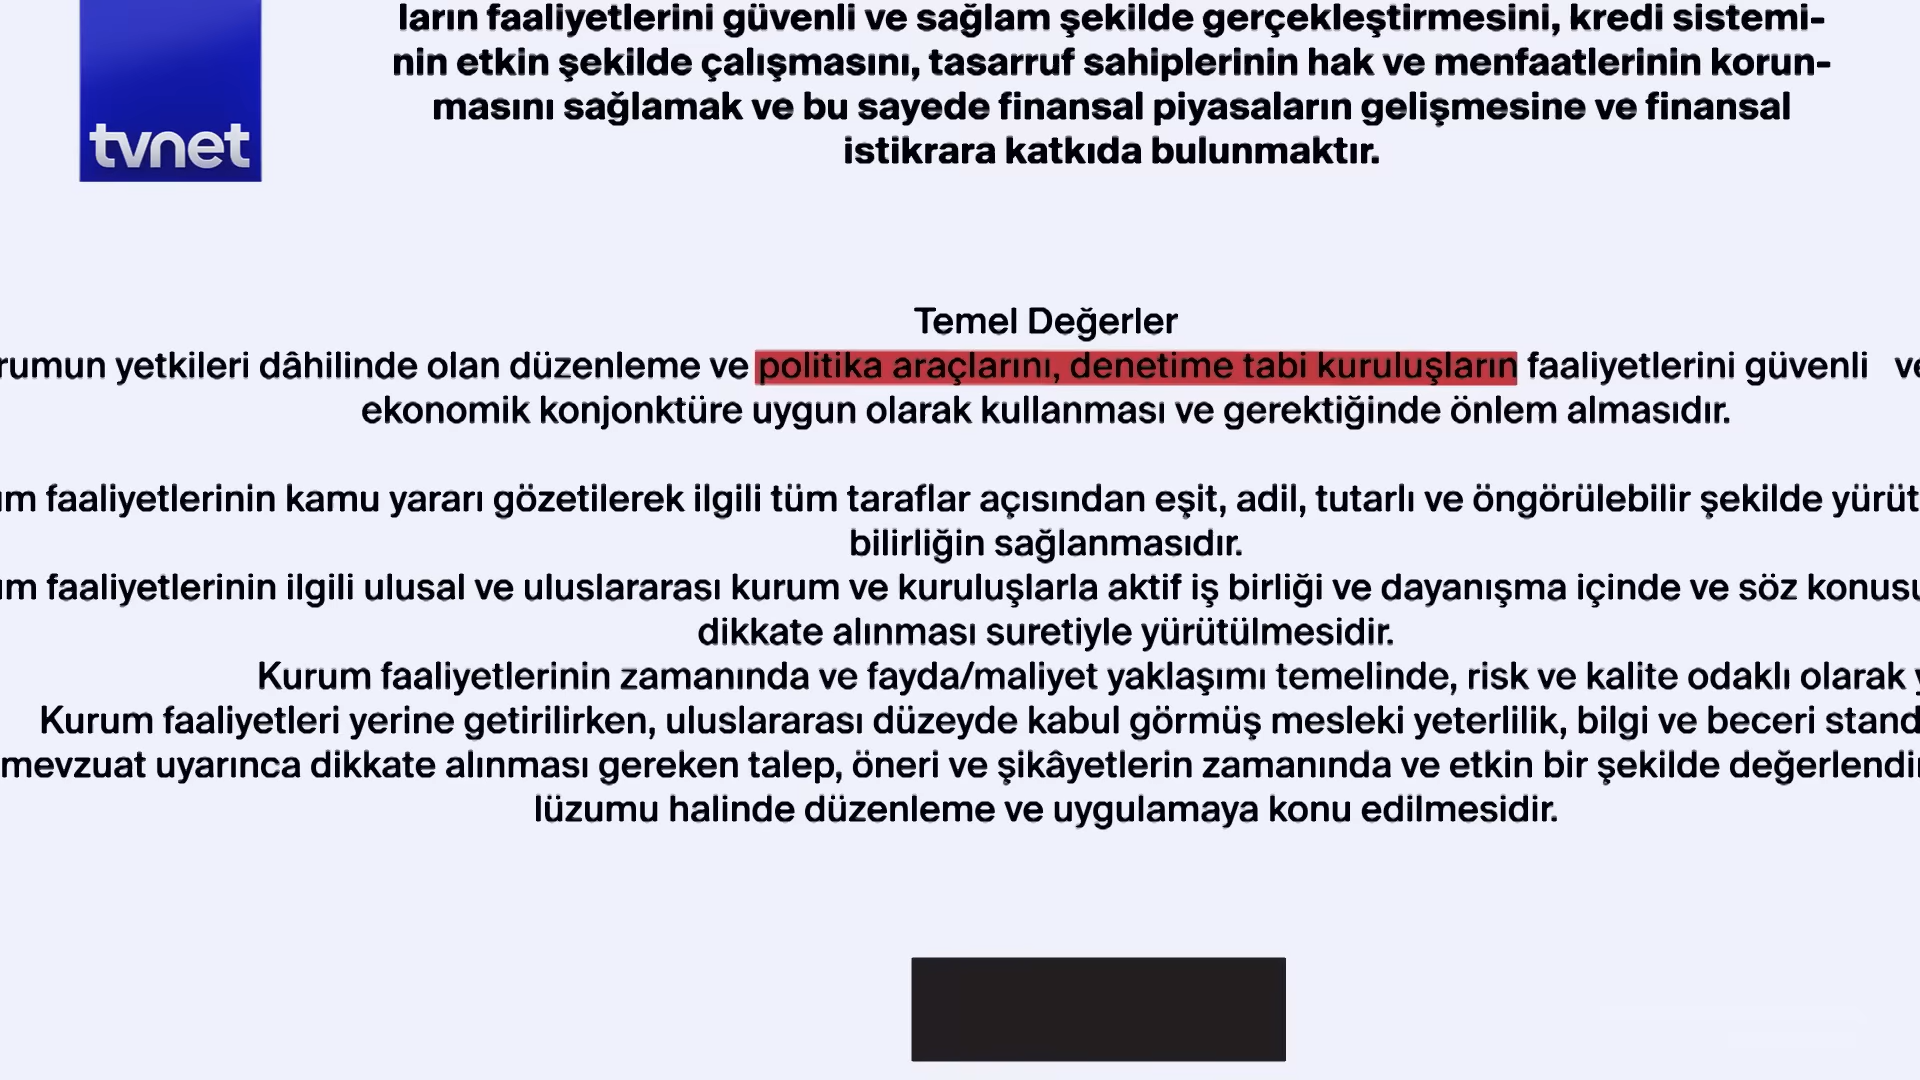 ların faaliyetlerini güvenli ve sağlam şekilde gerçekleştirmesini, kredi sistemi-
nin etkin şekilde çalışmasını, tasarruf sahiplerinin hak ve menfaatlerinin korun-
masını sağlamak ve bu sayede finansal piyasaların gelişmesine ve finansal
istikrara katkıda bulunmaktır.
tvnet
Temel Değerler
rumun yetkileri dâhilinde olan düzenleme ve politika araçlarını, denetime tabi kuruluşların faaliyetlerini güvenli ve
ekonomik konjonktüre uygun olarak kullanması ve gerektiğinde önlem almasıdır.
um faaliyetlerinin kamu yararı gözetilerek ilgili tüm taraflar açısından eşit, adil, tutarlı ve öngörülebilir şekilde yürüt
bilirliğin sağlanmasıdır.
um faaliyetlerinin ilgili ulusal ve uluslararası kurum ve kuruluşlarla aktif iş birliği ve dayanışma içinde ve söz konusu
dikkate alınması suretiyle yürütülmesidir.
Kurum faaliyetlerinin zamanında ve fayda/maliyet yaklaşımı temelinde, risk ve kalite odaklı olarak y
Kurum faaliyetleri yerine getirilirken, uluslararası düzeyde kabul görmüş mesleki yeterlilik, bilgi ve beceri stand
mevzuat uyarınca dikkate alınması gereken talep, öneri ve şikâyetlerin zamanında ve etkin bir şekilde değerlendir
lüzumu halinde düzenleme ve uygulamaya konu edilmesidir.